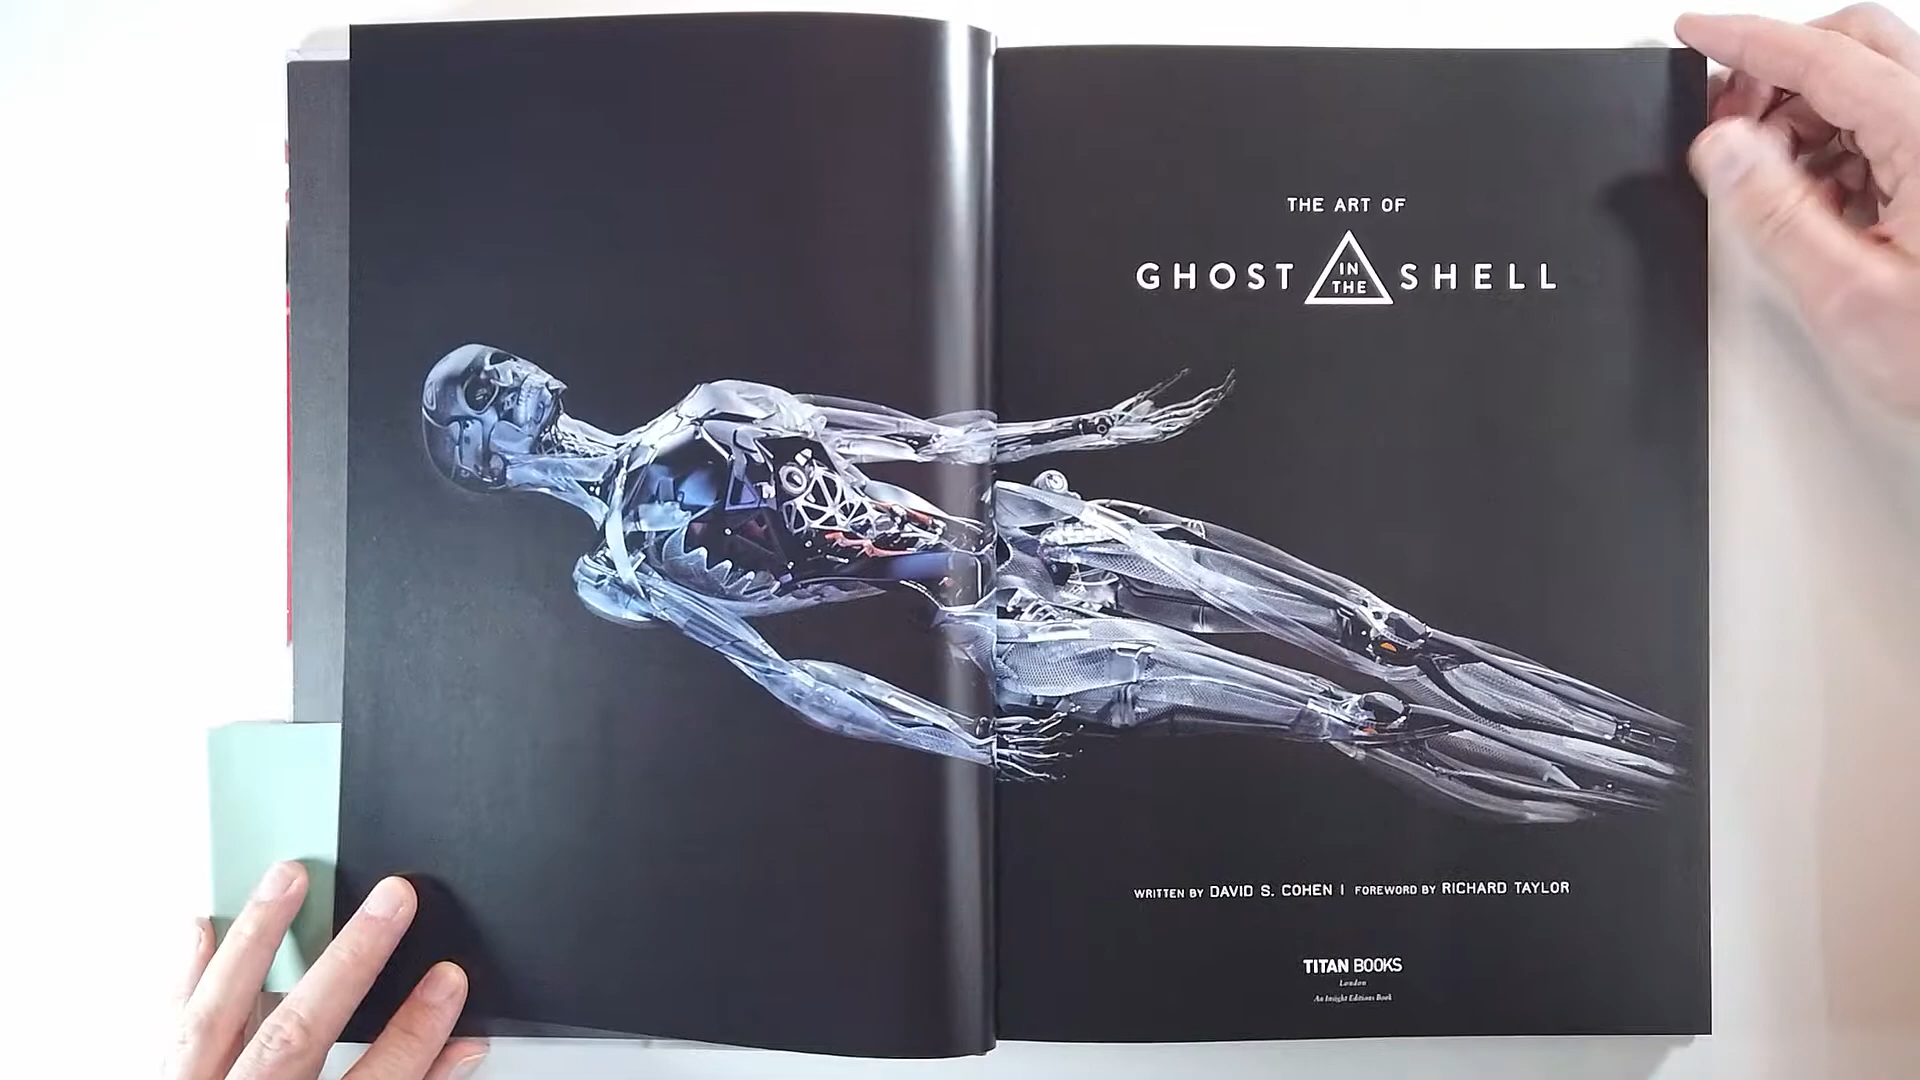 THE ART OF
GHOST IN THE SHELL
WRITTEN BY DAVID S. COHEN | FOREWORD BY RICHARD TAYLOR
TITAN BOOKS
London
An Insight Editions Book